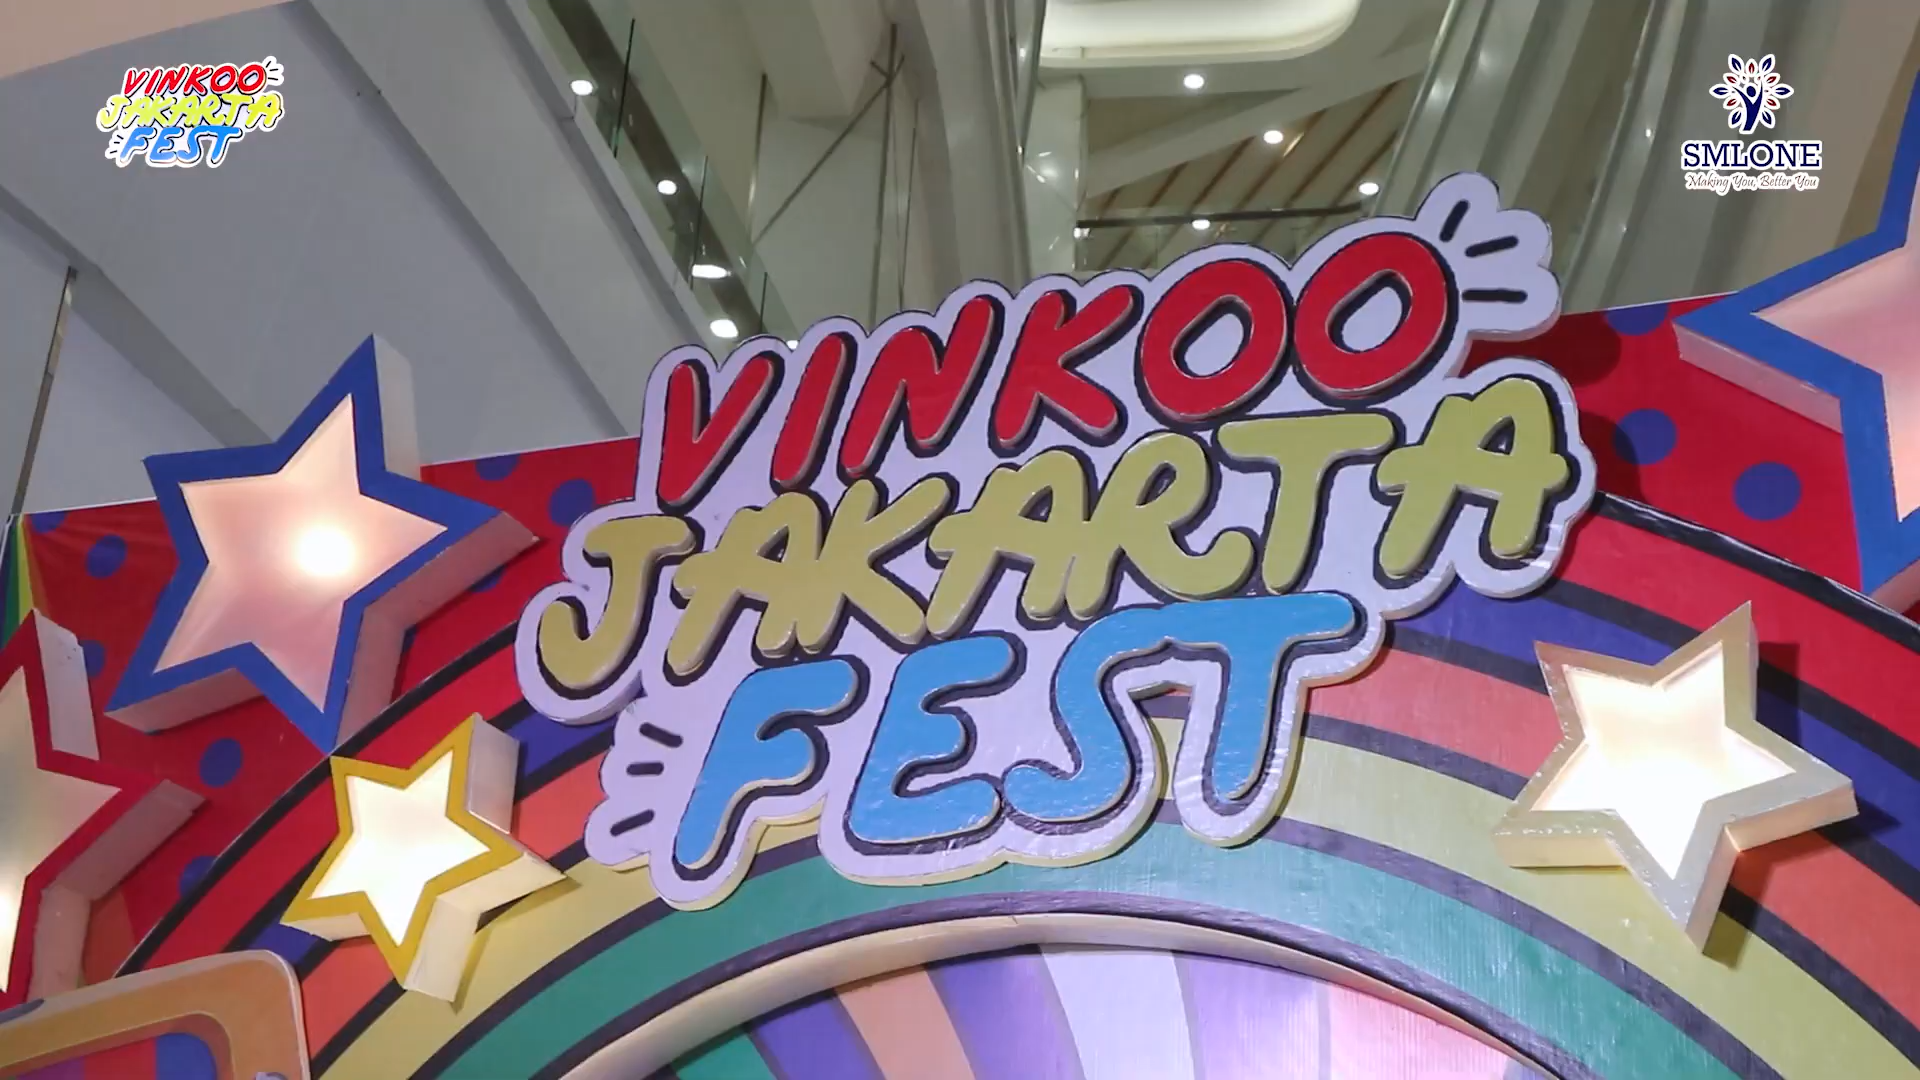 VINKOO
JAKARTA
FEST
SMLONE
Making You, Better You
VINKOO
JAKARTA
FEST